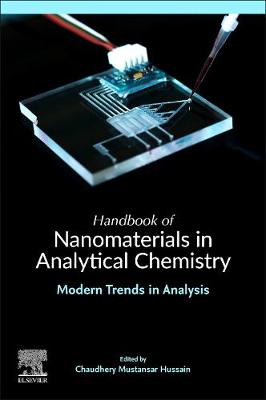 Handbook of
Nanomaterials in
Analytical Chemistry
Modern Trends in Analysis
Edited by
Chaudhery Mustansar Hussain
ELSEVIER